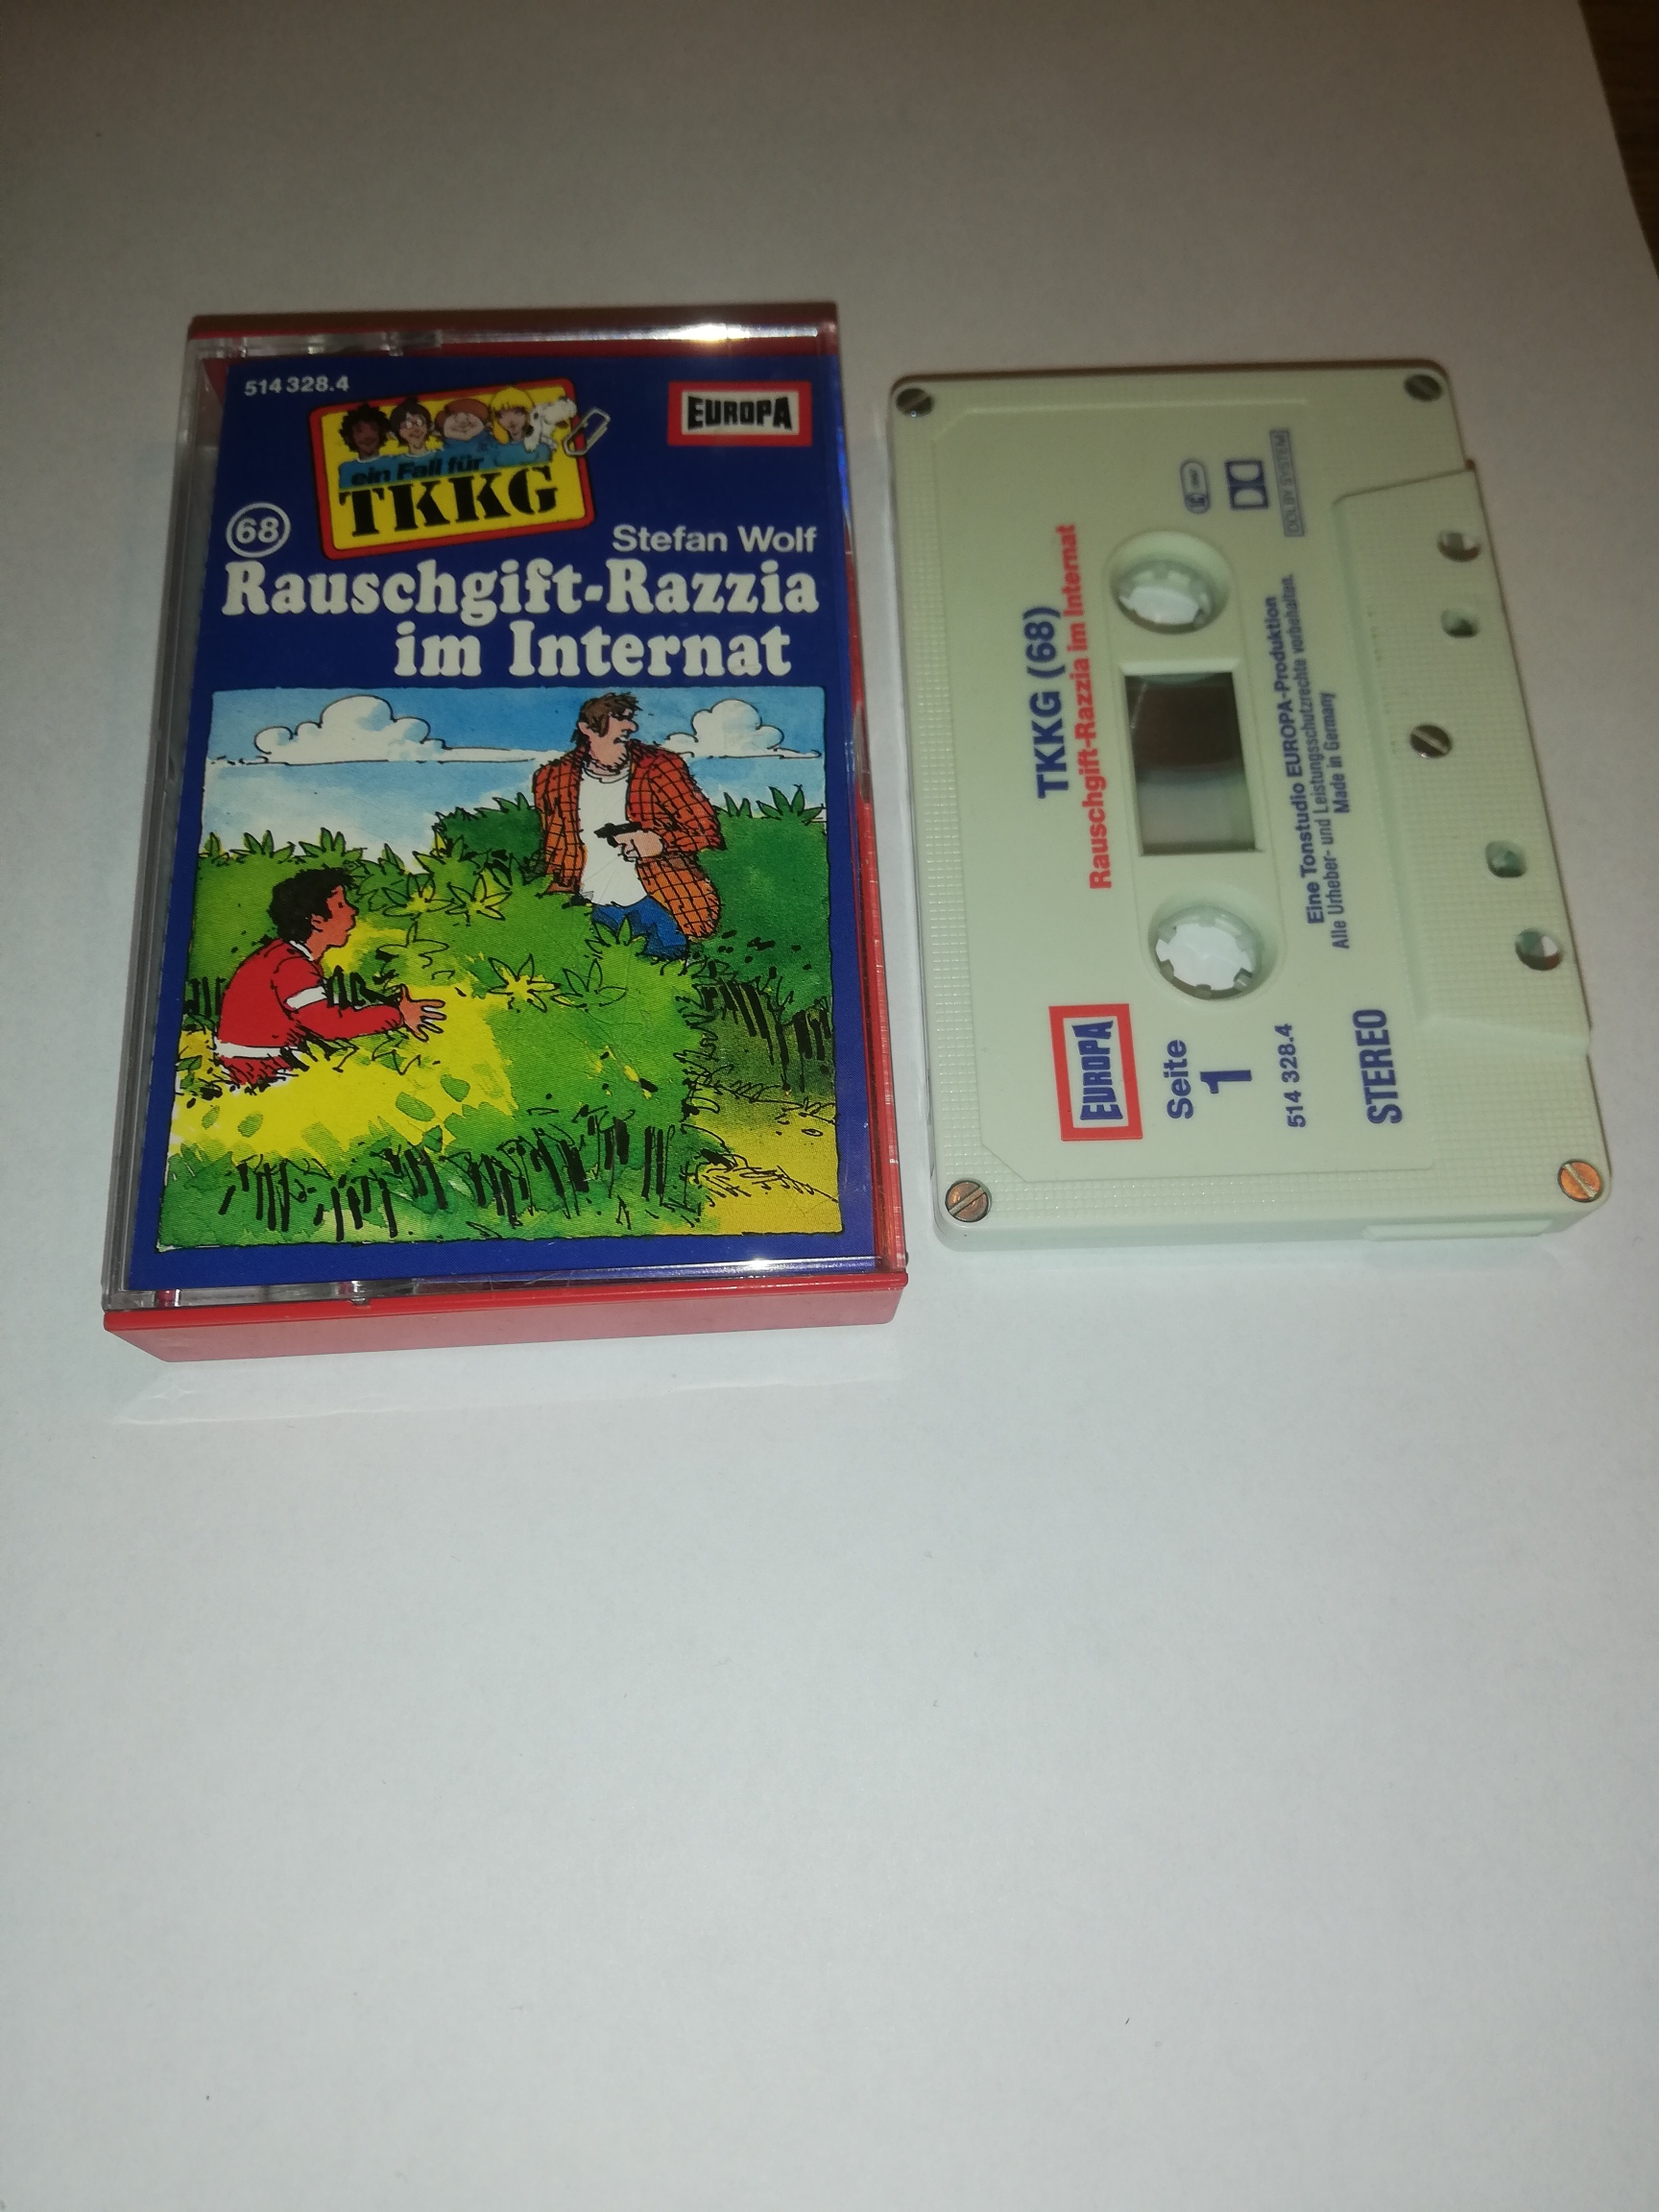 514 328.4
ein Fall für
TKKG
EUROPA
68
Stefan Wolf
Rauschgift-Razzia
im Internat
TKKG (68)
Rauschgift-Razzia im Internat
EUROPA
Seite
1
514 328.4
STEREO
DOLBY SYSTEM
Eine Tonstudio EUROPA-Produktion
Alle Urheber- und Leistungsschutzrechte vorbehalten.
Made in Germany